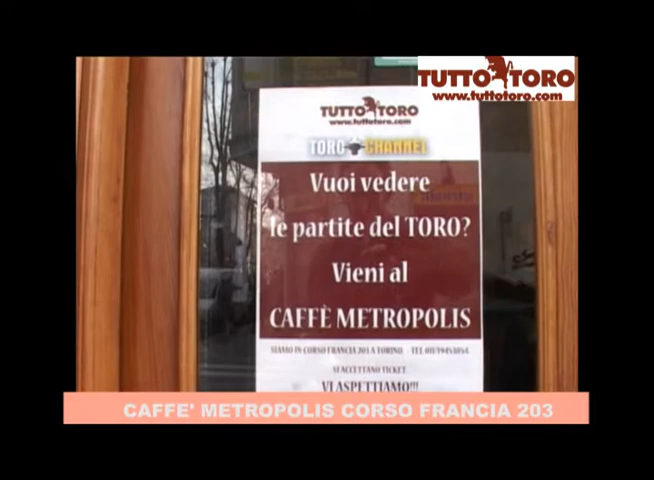 TUTTO TORO
www.tuttotoro.com
TUTTO TORO
www.tuttotoro.com
TORO CHANNEL
Vuoi vedere
le partite del TORO?
Vieni al
CAFFÈ METROPOLIS
SIAMO IN CORSO FRANCIA 203 A TORINO
SI ACCETTANO TICKET
VI ASPETTIAMO!!!
CAFFE' METROPOLIS CORSO FRANCIA 203